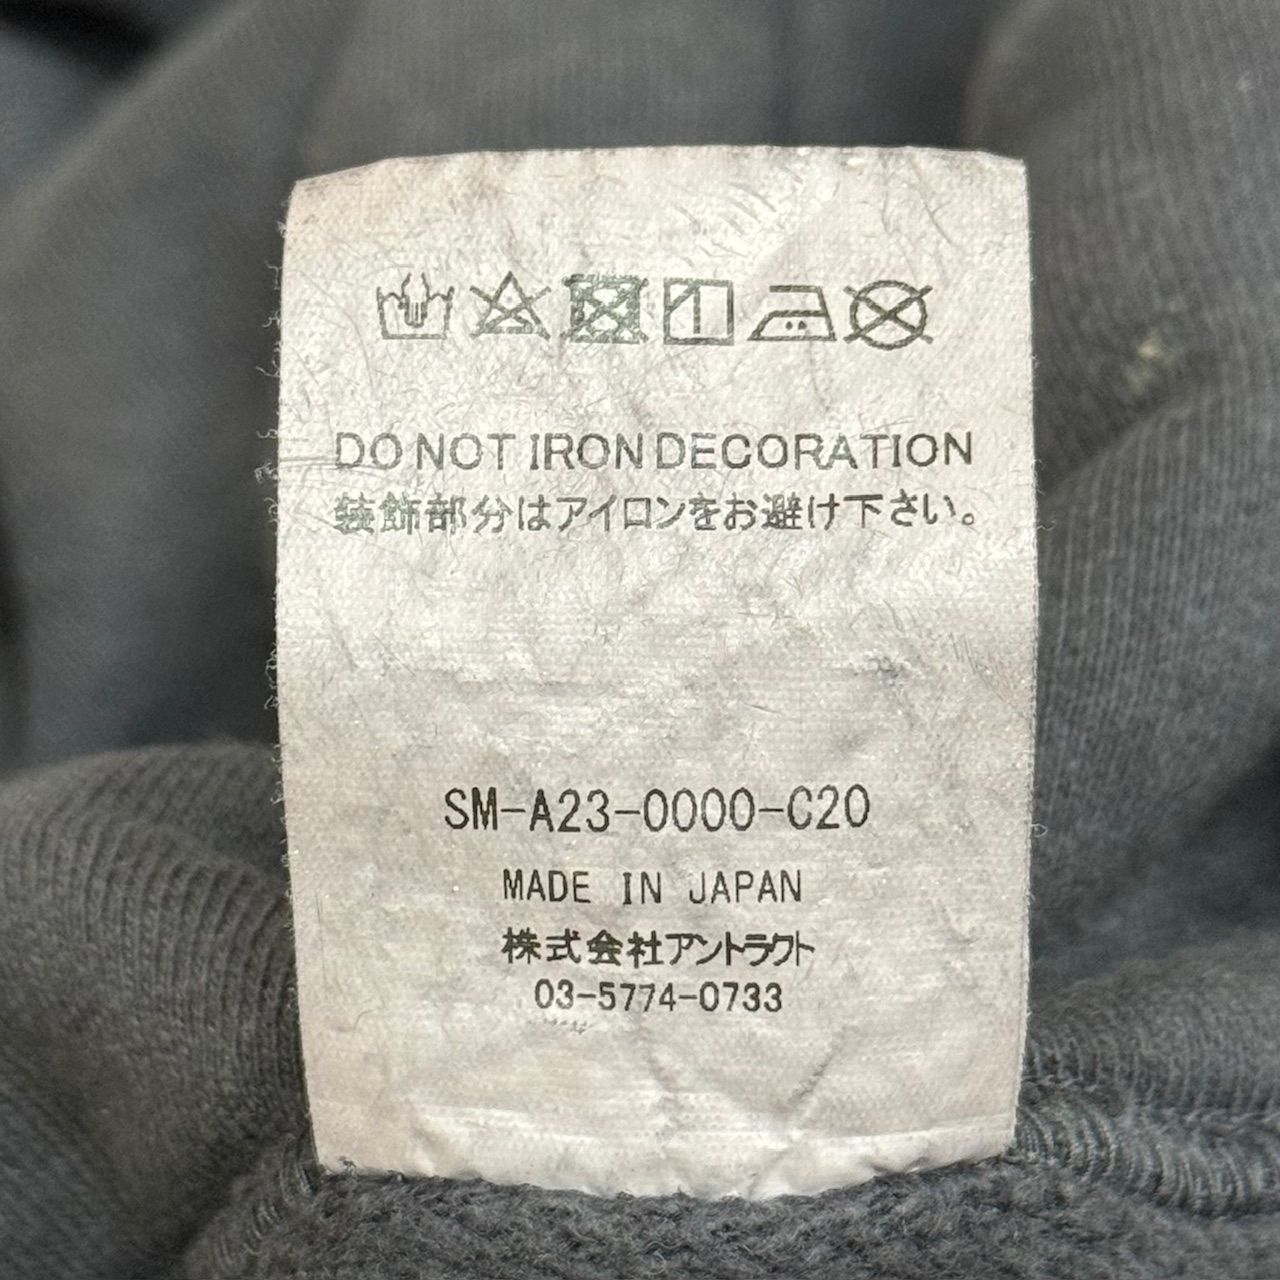 DO NOT IRON DECORATION
装飾部分はアイロンをお避け下さい。
SM-A23-0000-C20
MADE IN JAPAN
株式会社アントラクト
03-5774-0733